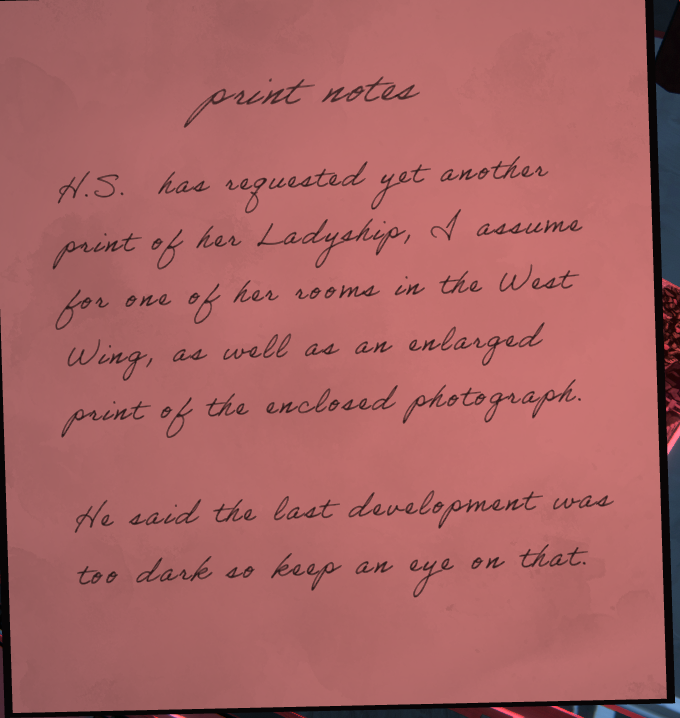 print notes
H.S. has requested yet another
print of her Ladyship, I assume
for one of her rooms in the West
Wing, as well as an enlarged
print of the enclosed photograph.
He said the last development was
too dark so keep an eye on that.